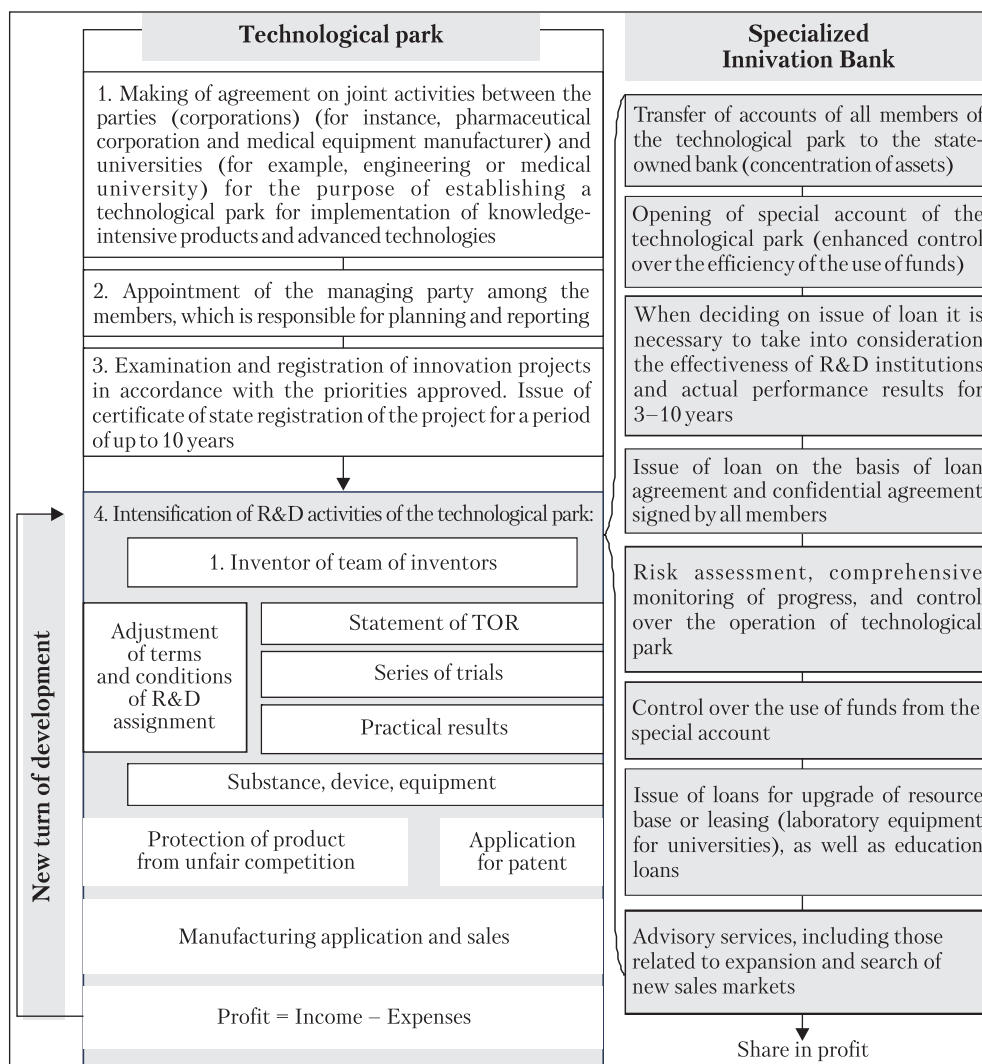 Technological park
1. Making of agreement on joint activities between the
parties (corporations) (for instance, pharmaceutical
corporation and medical equipment manufacturer) and
universities (for example, engineering or medical
university) for the purpose of establishing a
technological park for implementation of knowledge-
intensive products and advanced technologies
2. Appointment of the managing party among the
members, which is responsible for planning and reporting
3. Examination and registration of innovation projects
in accordance with the priorities approved. Issue of
certificate of state registration of the project for a period
of up to 10 years
New turn of development
4. Intensification of R&D activities of the technological park:
1. Inventor of team of inventors
Adjustment
of terms
and conditions
of R&D
assignment
Statement of TOR
Series of trials
Practical results
Substance, device, equipment
Protection of product
from unfair competition
Application
for patent
Manufacturing application and sales
Profit = Income – Expenses
Specialized
Innivation Bank
Transfer of accounts of all members of
the technological park to the state-
owned bank (concentration of assets)
Opening of special account of the
technological park (enhanced control
over the efficiency of the use of funds)
When deciding on issue of loan it is
necessary to take into consideration
the effectiveness of R&D institutions
and actual performance results for
3–10 years
Issue of loan on the basis of loan
agreement and confidential agreement
signed by all members
Risk assessment, comprehensive
monitoring of progress, and control
over the operation of technological
park
Control over the use of funds from the
special account
Issue of loans for upgrade of resource
base or leasing (laboratory equipment
for universities), as well as education
loans
Advisory services, including those
related to expansion and search of
new sales markets
Share in profit